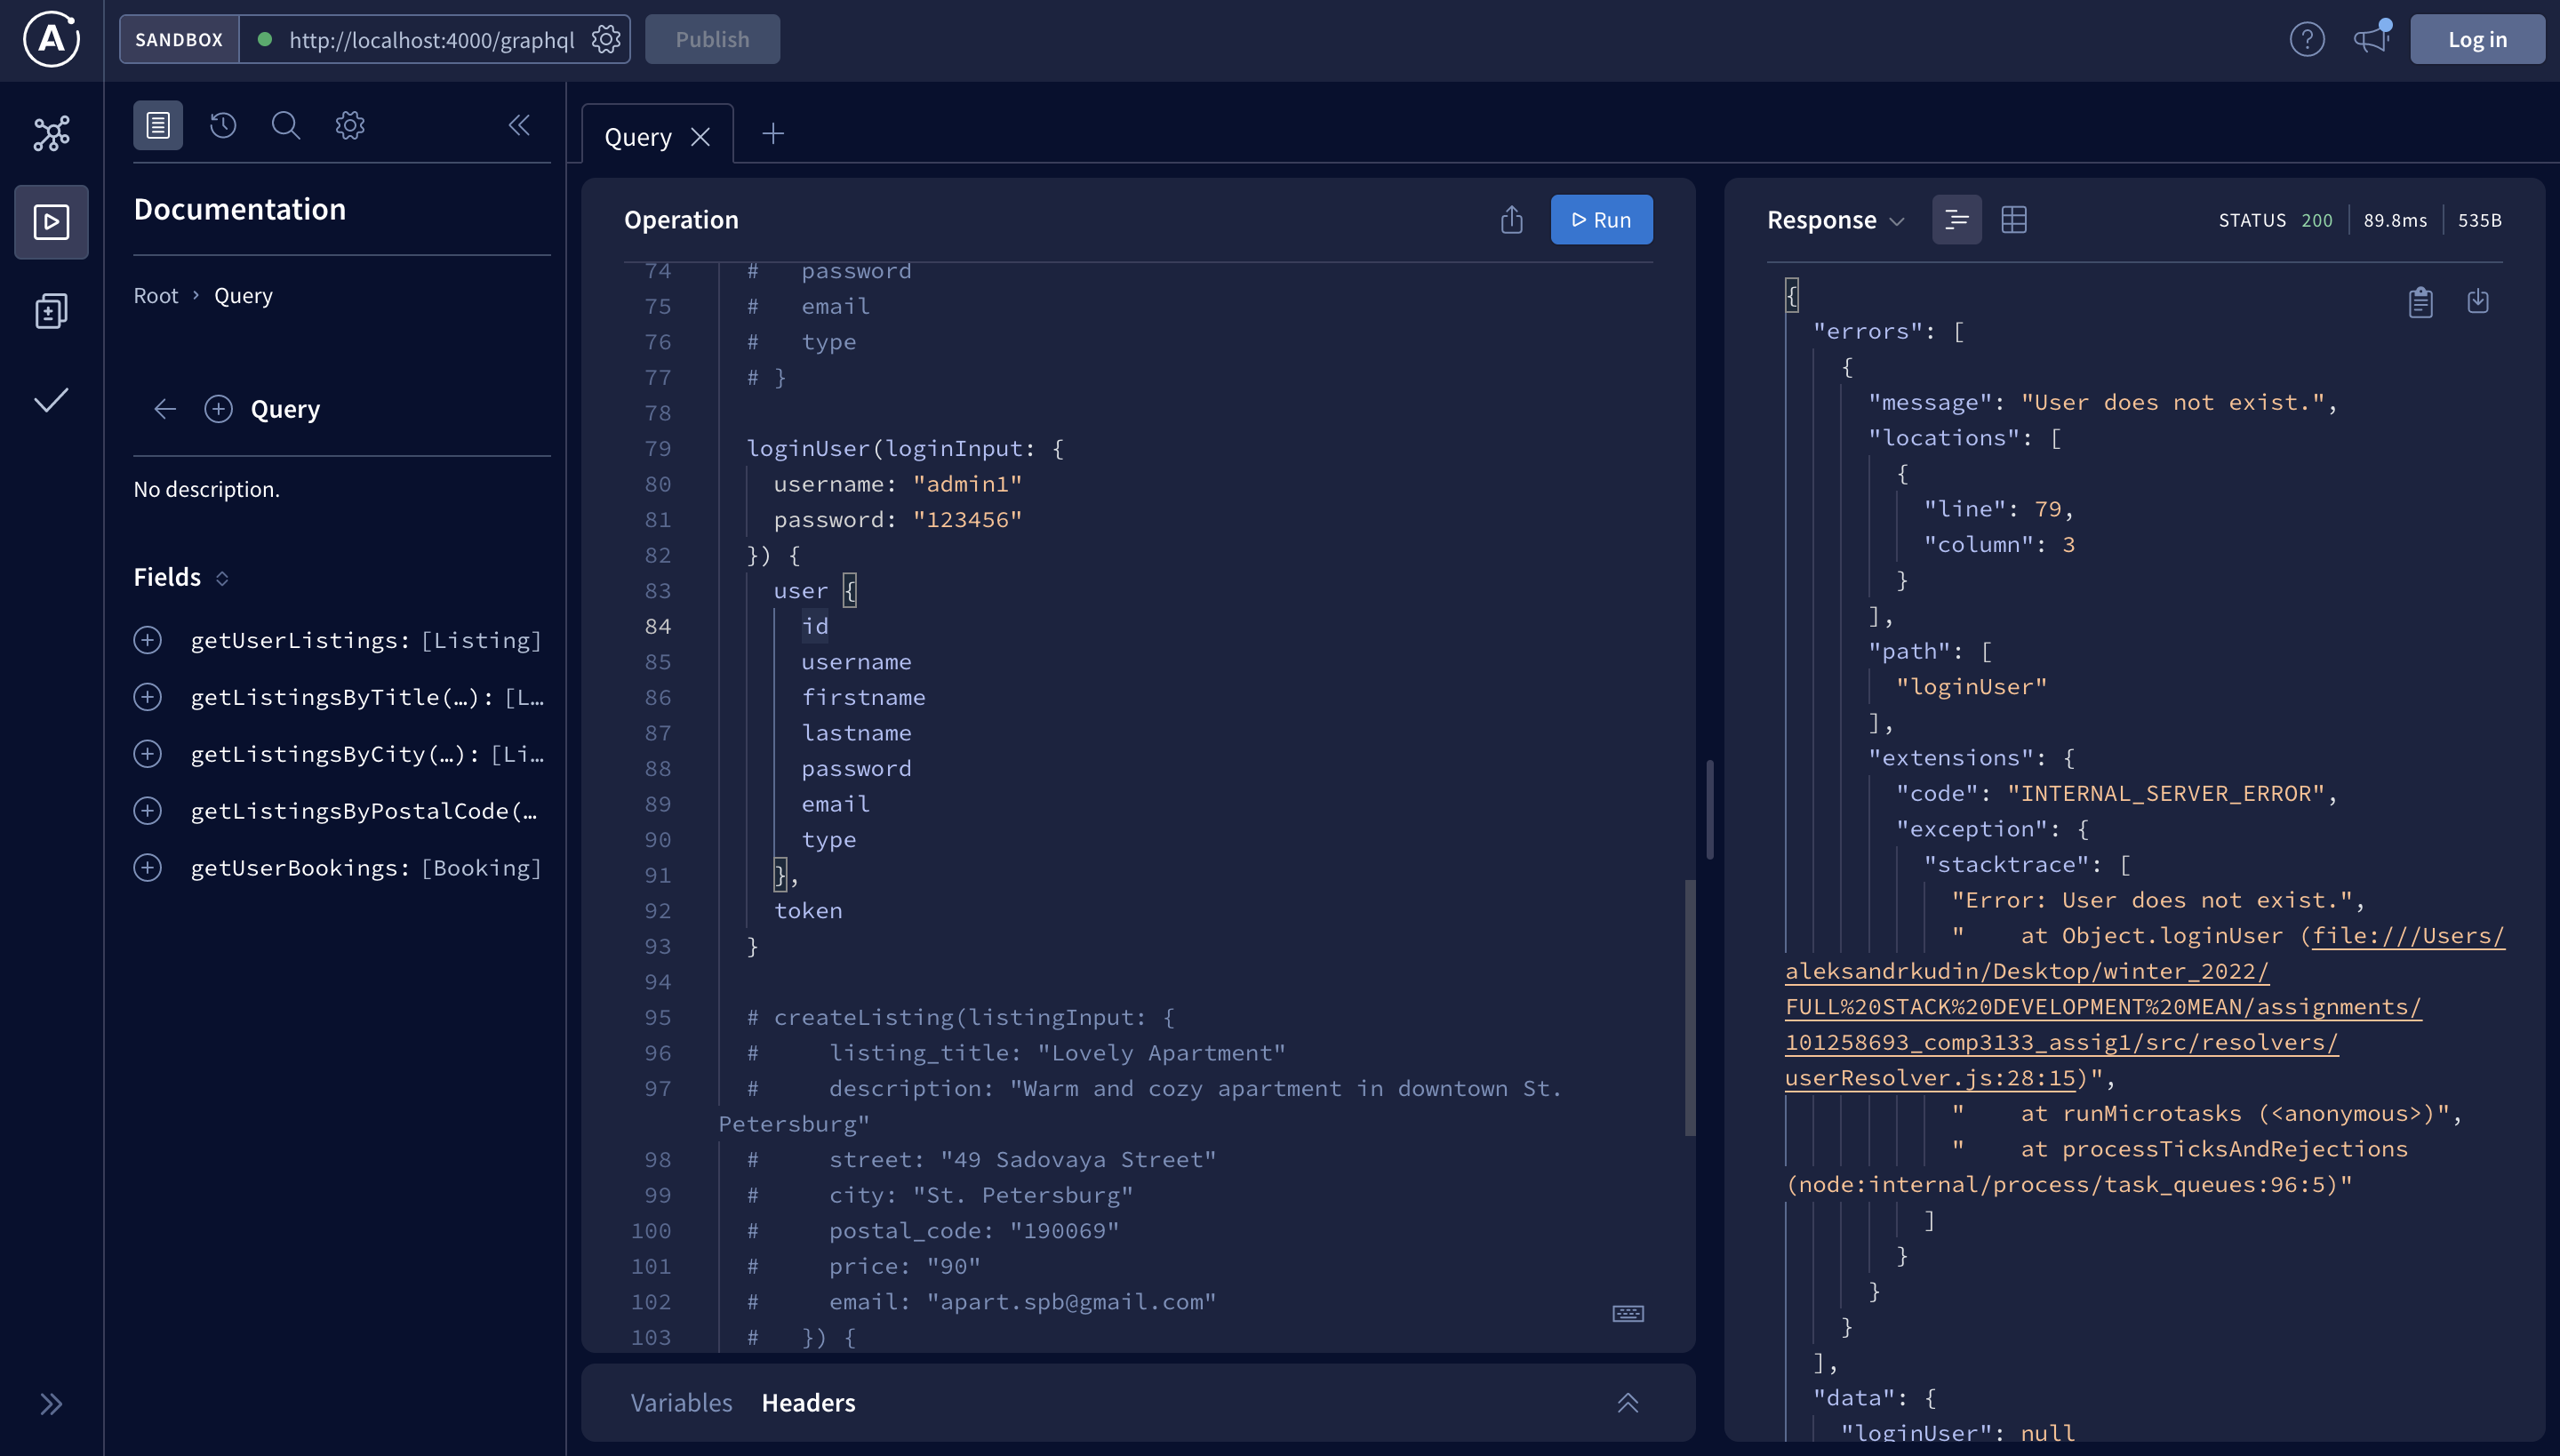 A
SANDBOX
http://localhost:4000/graphql
Publish
Log in
Documentation
Root › Query
Query
No description.
Fields
getUserListings: [Listing]
getListingsByTitle(…): [L…
getListingsByCity(…): [Li…
getListingsByPostalCode(…
getUserBookings: [Booking]
Query
Operation
Run
74 #   password
75 #   email
76 #   type
77 # }
78
79 loginUser(loginInput: {
80   username: "admin1"
81   password: "123456"
82 }) {
83   user {
84     id
85     username
86     firstname
87     lastname
88     password
89     email
90     type
91   },
92   token
93 }
94
95 # createListing(listingInput: {
96 #     listing_title: "Lovely Apartment"
97 #     description: "Warm and cozy apartment in downtown St.
Petersburg"
98 #     street: "49 Sadovaya Street"
99 #     city: "St. Petersburg"
100 #     postal_code: "190069"
101 #     price: "90"
102 #     email: "apart.spb@gmail.com"
103 #   }) {
Variables Headers
Response
STATUS 200 89.8ms 535B
{
"errors": [
{
"message": "User does not exist.",
"locations": [
{
"line": 79,
"column": 3
}
],
"path": [
"loginUser"
],
"extensions": {
"code": "INTERNAL_SERVER_ERROR",
"exception": {
"stacktrace": [
"Error: User does not exist.",
"    at Object.loginUser (file:///Users/
aleksandrkudin/Desktop/winter_2022/
FULL%20STACK%20DEVELOPMENT%20MEAN/assignments/
101258693_comp3133_assig1/src/resolvers/
userResolver.js:28:15)",
"    at runMicrotasks (<anonymous>)",
"    at processTicksAndRejections
(node:internal/process/task_queues:96:5)"
]
}
}
}
],
"data": {
"loginUser": null